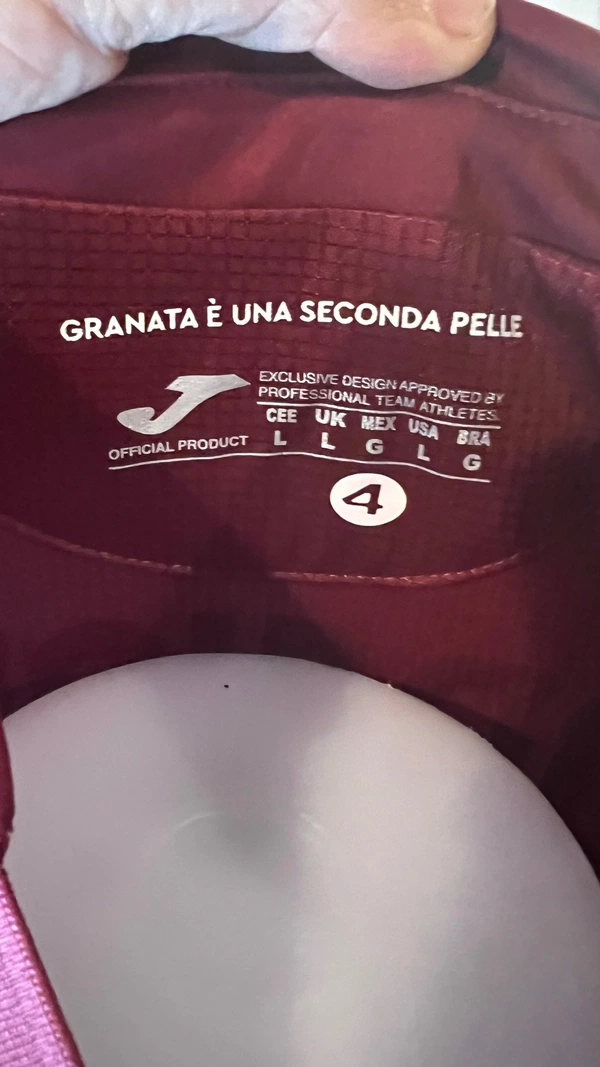 GRANATA È UNA SECONDA PELLE
EXCLUSIVE DESIGN APPROVED BY
PROFESSIONAL TEAM ATHLETES.
CEE UK MEX USA BRA
L L G L G
OFFICIAL PRODUCT
4